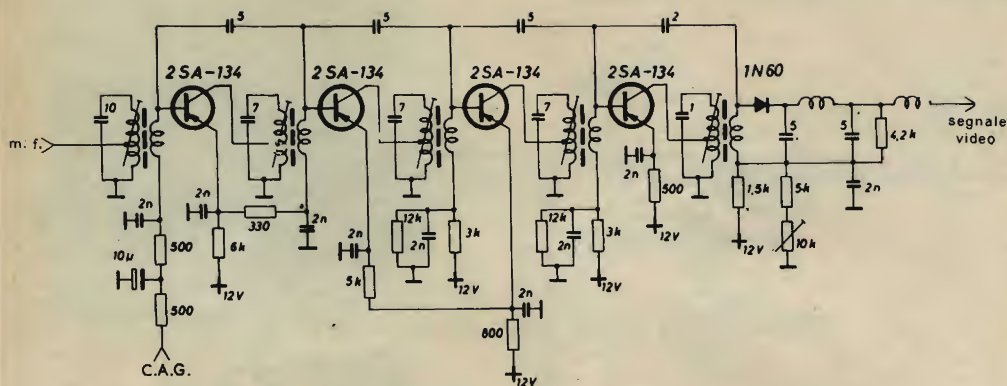 5 5 5 2
2SA-134 2SA-134 2SA-134 2SA-134 1N60
10 7 7 7 1
m.f. 5 5 4,2k segnale
video
2n 500 2n 330 2n 2n 500 1,5k 5k 2n
6k 12k 2n 3k 12k 2n 3k 12V 12V 10k
10µ 2n 5k
12V 12V 12V
500 2n
800
C.A.G. 12V